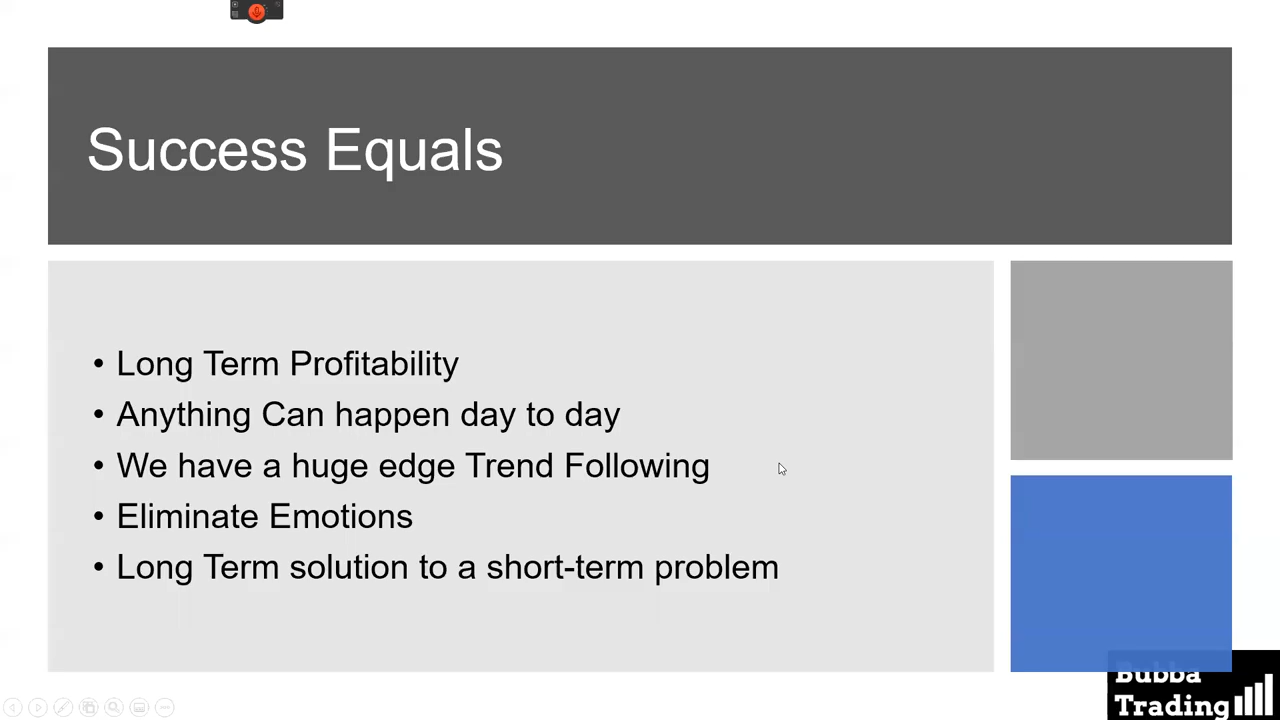 Success Equals
• Long Term Profitability
• Anything Can happen day to day
• We have a huge edge Trend Following
• Eliminate Emotions
• Long Term solution to a short-term problem
Bubba
Trading